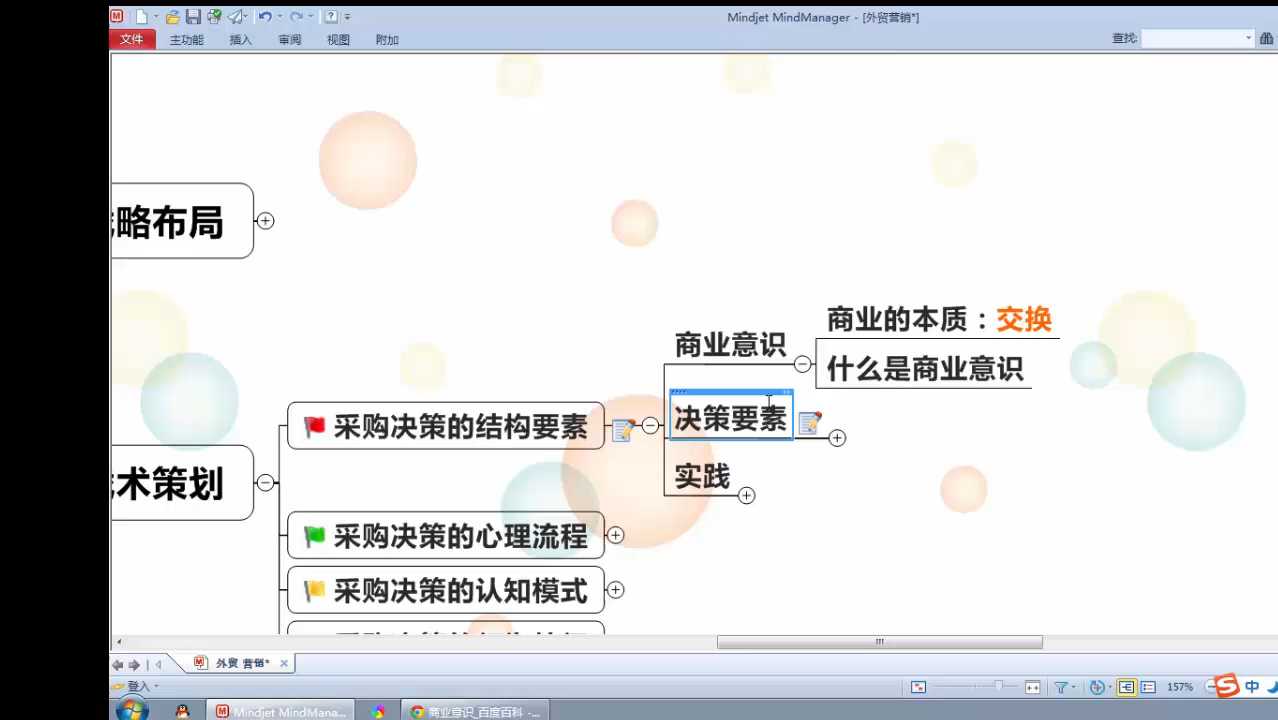 Mindjet MindManager - [外贸营销*]
文件 主功能 插入 审阅 视图 附加 查找:
略布局
商业的本质：交换
商业意识
什么是商业意识
决策要素
采购决策的结构要素
实践
术策划
采购决策的心理流程
采购决策的认知模式
外贸 营销*
登入 157% 中
Mindjet MindMana... 商业意识_百度百科 -...